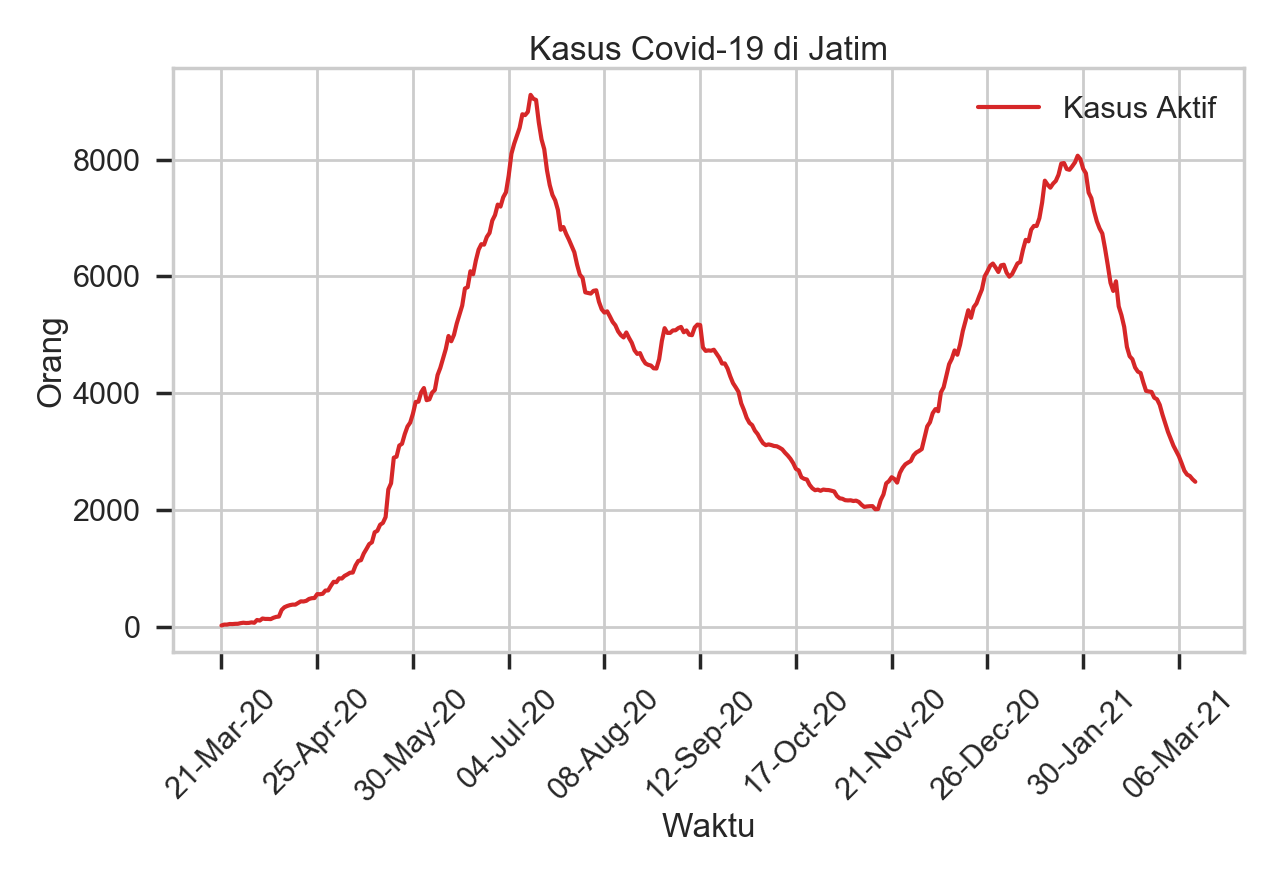 Kasus Covid-19 di Jatim
Kasus Aktif
Orang
8000
6000
4000
2000
0
21-Mar-20
25-Apr-20
30-May-20
04-Jul-20
08-Aug-20
12-Sep-20
17-Oct-20
21-Nov-20
26-Dec-20
30-Jan-21
06-Mar-21
Waktu